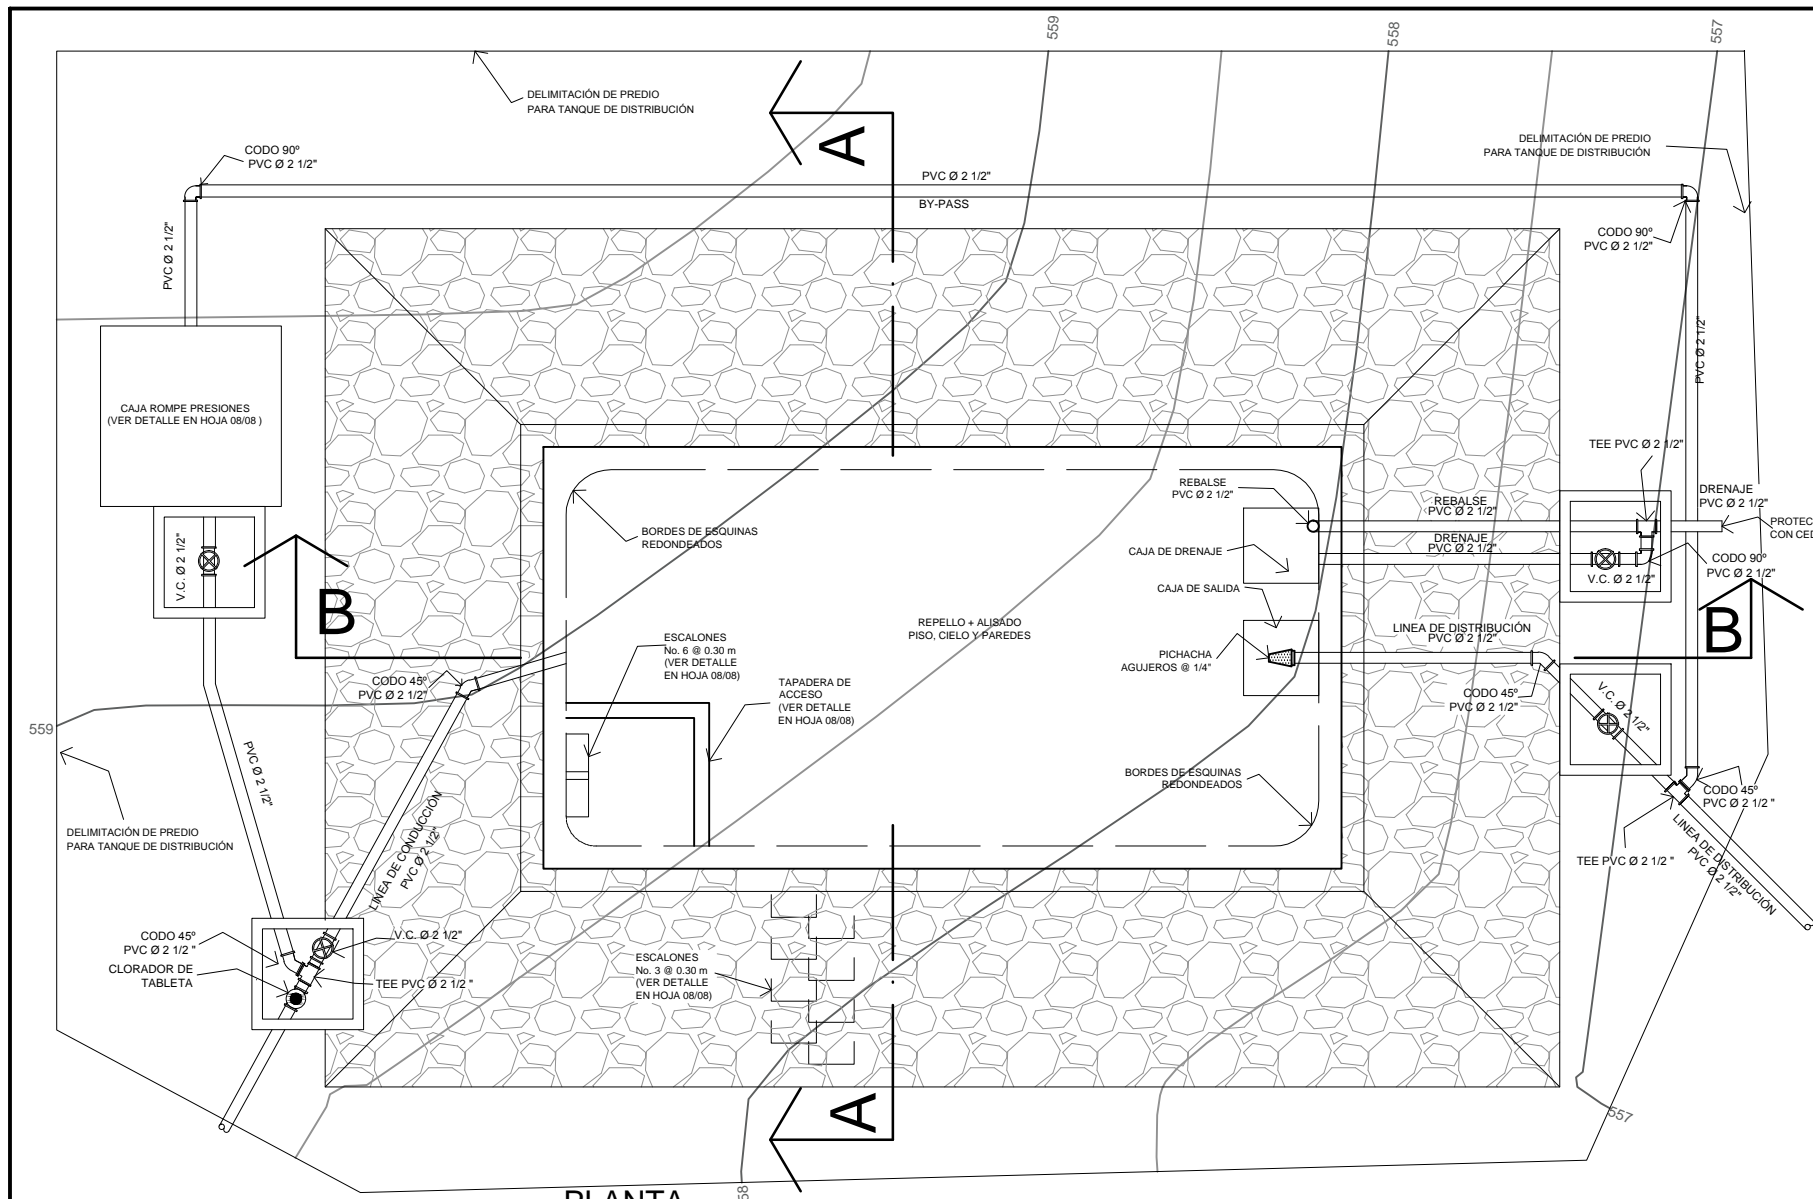 559
558
557
DELIMITACIÓN DE PREDIO
PARA TANQUE DE DISTRIBUCIÓN
A
DELIMITACIÓN DE PREDIO
PARA TANQUE DE DISTRIBUCIÓN
CODO 90º
PVC Ø 2 1/2"
PVC Ø 2 1/2"
BY-PASS
CODO 90º
PVC Ø 2 1/2"
PVC Ø 2 1/2"
PVC Ø 2 1/2"
CAJA ROMPE PRESIONES
(VER DETALLE EN HOJA 08/08 )
V.C. Ø 2 1/2"
B
BORDES DE ESQUINAS
REDONDEADOS
REBALSE
PVC Ø 2 1/2"
REBALSE
PVC Ø 2 1/2"
DRENAJE
PVC Ø 2 1/2"
CAJA DE DRENAJE
CAJA DE SALIDA
TEE PVC Ø 2 1/2"
DRENAJE
PVC Ø 2 1/2"
PROTEC
CON CED
CODO 90º
PVC Ø 2 1/2"
V.C. Ø 2 1/2"
B
REPELLO + ALISADO
PISO, CIELO Y PAREDES
LINEA DE DISTRIBUCIÓN
PVC Ø 2 1/2"
ESCALONES
No. 6 @ 0.30 m
(VER DETALLE
EN HOJA 08/08)
PICHACHA
AGUJEROS @ 1/4"
CODO 45º
PVC Ø 2 1/2"
TAPADERA DE
ACCESO
(VER DETALLE
EN HOJA 08/08)
CODO 45º
PVC Ø 2 1/2"
V.C. Ø 2 1/2"
559
PVC Ø 2 1/2"
BORDES DE ESQUINAS
REDONDEADOS
CODO 45º
PVC Ø 2 1/2 "
DELIMITACIÓN DE PREDIO
PARA TANQUE DE DISTRIBUCIÓN
LINEA DE CONDUCCIÓN
PVC Ø 2 1/2"
TEE PVC Ø 2 1/2 "
LINEA DE DISTRIBUCIÓN
PVC Ø 2 1/2"
CODO 45º
PVC Ø 2 1/2 "
CLORADOR DE
TABLETA
V.C. Ø 2 1/2"
TEE PVC Ø 2 1/2 "
ESCALONES
No. 3 @ 0.30 m
(VER DETALLE
EN HOJA 08/08)
A
557
58
PLANTA